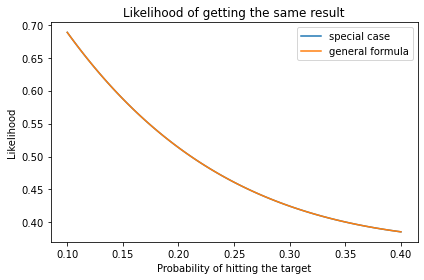 Likelihood of getting the same result
special case
general formula
Likelihood
0.70
0.65
0.60
0.55
0.50
0.45
0.40
0.10 0.15 0.20 0.25 0.30 0.35 0.40
Probability of hitting the target